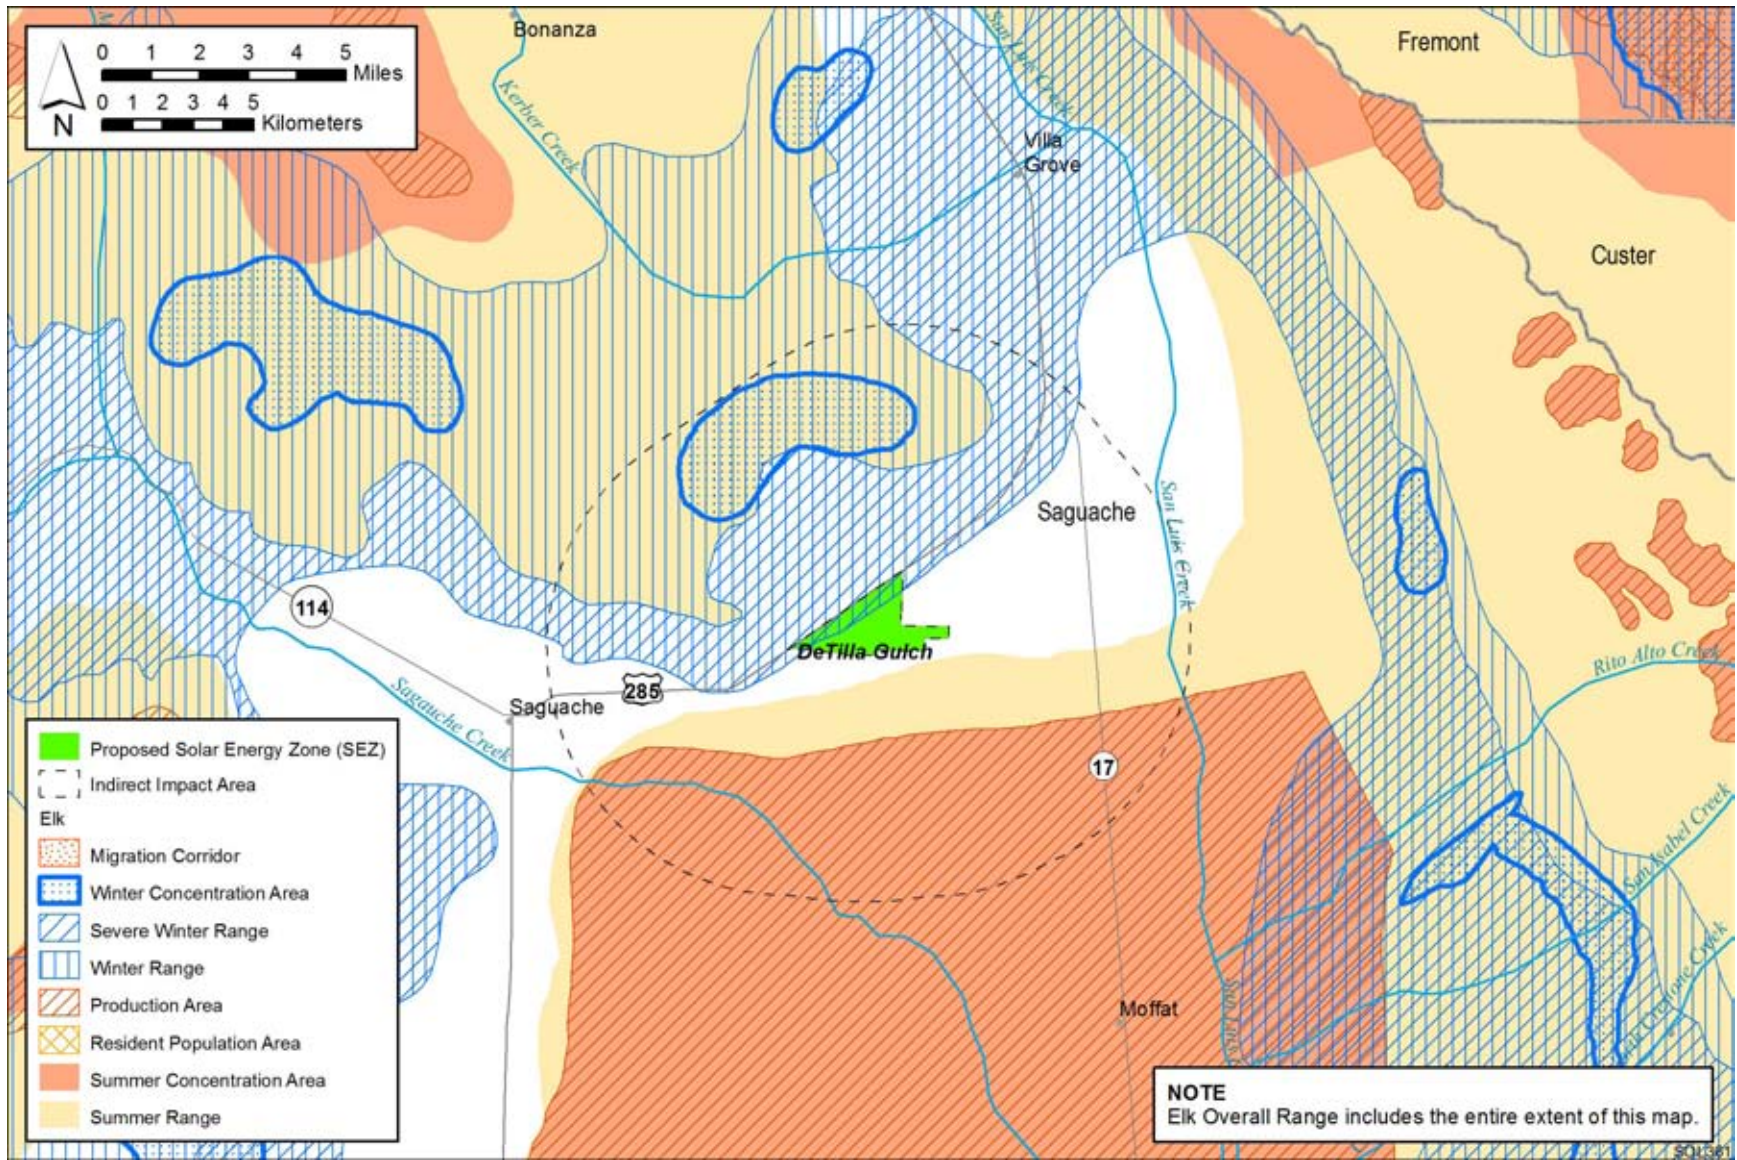 0 1 2 3 4 5
Miles
0 1 2 3 4 5
Kilometers
N
Bonanza
Kerber Creek
San Luis Creek
Villa
Grove
Fremont
Custer
Saguache
San Luis Creek
114
DeTilla Gulch
285
Saguache
Sagauche Creek
Rito Alto Creek
17
San Isabel Creek
Moffat
San Luis
Proposed Solar Energy Zone (SEZ)
Indirect Impact Area
Elk
Migration Corridor
Winter Concentration Area
Severe Winter Range
Winter Range
Production Area
Resident Population Area
Summer Concentration Area
Summer Range
NOTE
Elk Overall Range includes the entire extent of this map.